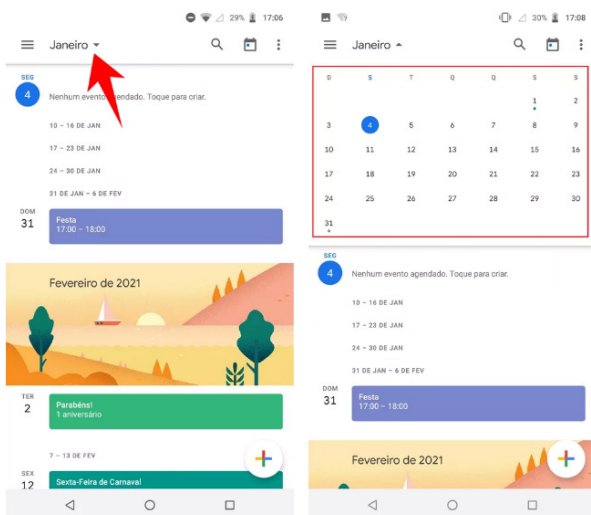 29% 17:06
Janeiro
SEG
4
Nenhum evento agendado. Toque para criar.
10 – 16 DE JAN
17 – 23 DE JAN
24 – 30 DE JAN
31 DE JAN – 6 DE FEV
DOM
31
Festa
17:00 – 18:00
Fevereiro de 2021
TER
2
Parabéns!
1 aniversário
7 – 13 DE FEV
SEX
12
Sexta-Feira de Carnaval
30% 17:08
Janeiro
D S T Q Q S S
1 2
3 4 5 6 7 8 9
10 11 12 13 14 15 16
17 18 19 20 21 22 23
24 25 26 27 28 29 30
31
SEG
4
Nenhum evento agendado. Toque para criar.
10 – 16 DE JAN
17 – 23 DE JAN
24 – 30 DE JAN
31 DE JAN – 6 DE FEV
DOM
31
Festa
17:00 – 18:00
Fevereiro de 2021